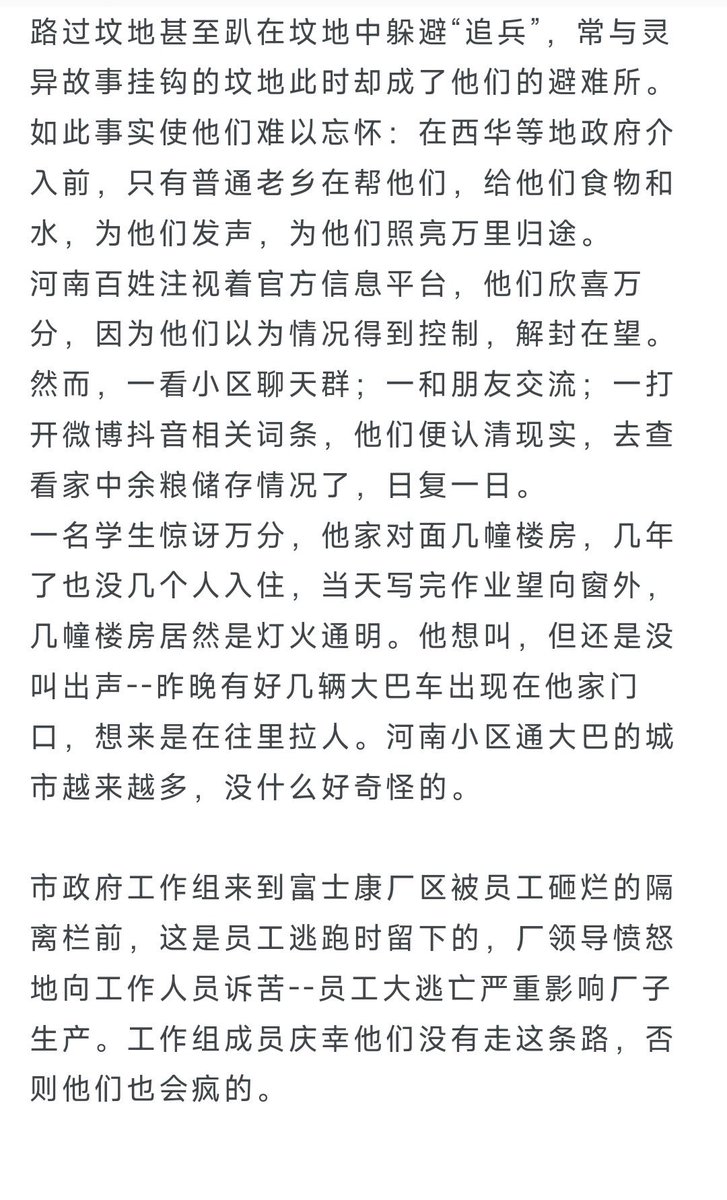 路过坟地甚至趴在坟地中躲避“追兵”，常与灵
异故事挂钩的坟地此时却成了他们的避难所。
如此事实使他们难以忘怀：在西华等地政府介
入前，只有普通老乡在帮他们，给他们食物和
水，为他们发声，为他们照亮万里归途。
河南百姓注视着官方信息平台，他们欣喜万
分，因为他们以为情况得到控制，解封在望。
然而，一看小区聊天群；一和朋友交流；一打
开微博抖音相关词条，他们便认清现实，去查
看家中余粮储存情况了，日复一日。
一名学生惊讶万分，他家对面几幢楼房，几年
了也没几个人入住，当天写完作业望向窗外，
几幢楼房居然是灯火通明。他想叫，但还是没
叫出声--昨晚有好几辆大巴车出现在他家门
口，想来是在往里拉人。河南小区通大巴的城
市越来越多，没什么好奇怪的。
市政府工作组来到富士康厂区被员工砸烂的隔
离栏前，这是员工逃跑时留下的，厂领导愤怒
地向工作人员诉苦--员工大逃亡严重影响厂子
生产。工作组成员庆幸他们没有走这条路，否
则他们也会疯的。